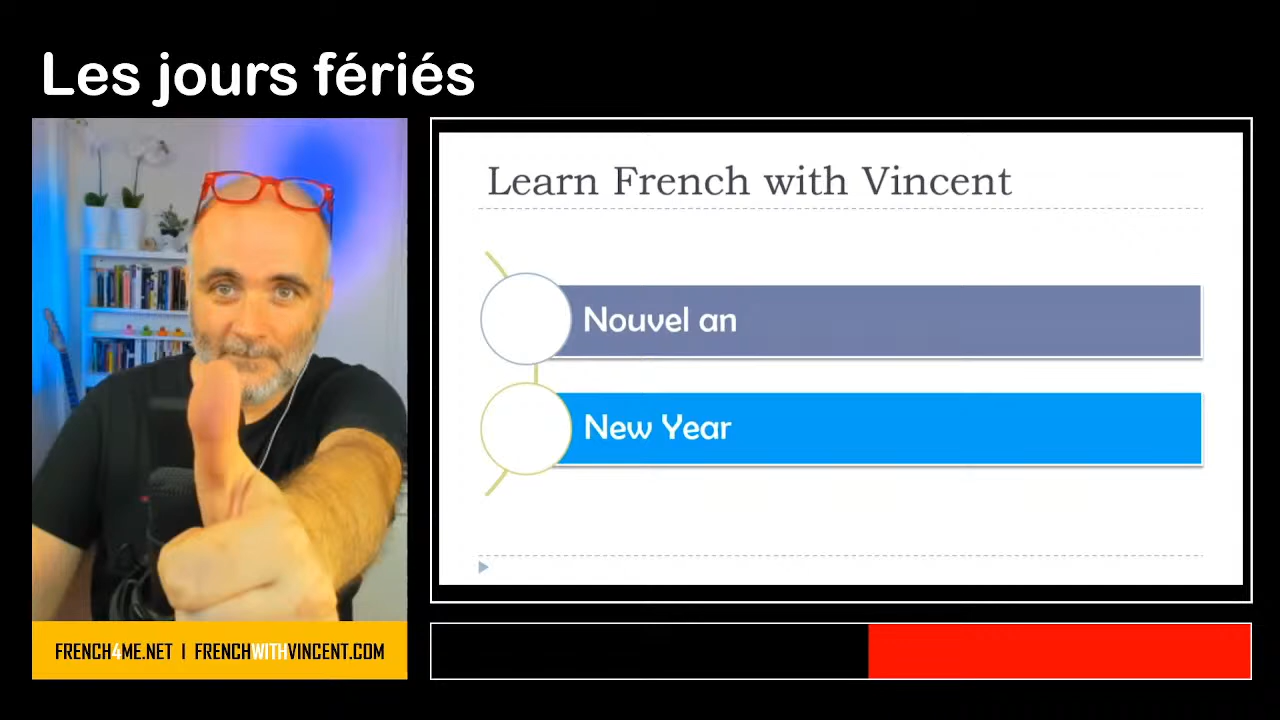 Les jours fériés
Learn French with Vincent
Nouvel an
New Year
FRENCH4ME.NET | FRENCHWITHVINCENT.COM